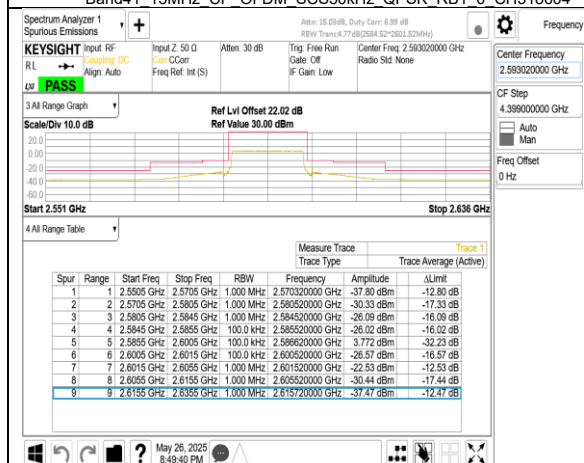 Band41_15MHz_CP_OFDM_SCS30kHz_QPSK_RB1_0_CH518604
Spectrum Analyzer 1
Spurious Emissions
Attn: 15.03dB, Duty Corr: 6.99 dB
RBW Trans:4.77dB(2584.52~2601.52MHz)
Frequency
KEYSIGHT
RL
Input: RF
Coupling: DC
Align: Auto
Input Z: 50 Ω
Corr CCorr
Freq Ref: Int (S)
Atten: 30 dB
Trig: Free Run
Gate: Off
IF Gain: Low
Center Freq: 2.593020000 GHz
Radio Std: None
LXI PASS
Center Frequency
2.593020000 GHz
CF Step
4.399000000 GHz
Auto
Man
Freq Offset
0 Hz
3 All Range Graph
Scale/Div 10.0 dB
Ref Lvl Offset 22.02 dB
Ref Value 30.00 dBm
20.0
0.00
-20.0
-40.0
-60.0
Start 2.551 GHz Stop 2.636 GHz
4 All Range Table
Measure Trace Trace 1
Trace Type Trace Average (Active)
Spur Range Start Freq Stop Freq RBW Frequency Amplitude ΔLimit
1 1 2.5505 GHz 2.5705 GHz 1.000 MHz 2.570320000 GHz -37.80 dBm -12.80 dB
2 2 2.5705 GHz 2.5805 GHz 1.000 MHz 2.580520000 GHz -30.33 dBm -17.33 dB
3 3 2.5805 GHz 2.5845 GHz 1.000 MHz 2.584520000 GHz -26.09 dBm -16.09 dB
4 4 2.5845 GHz 2.5855 GHz 100.0 kHz 2.585520000 GHz -26.02 dBm -16.02 dB
5 5 2.5855 GHz 2.6005 GHz 100.0 kHz 2.586620000 GHz 3.772 dBm -32.23 dB
6 6 2.6005 GHz 2.6015 GHz 100.0 kHz 2.600520000 GHz -26.57 dBm -16.57 dB
7 7 2.6015 GHz 2.6055 GHz 1.000 MHz 2.601520000 GHz -22.53 dBm -12.53 dB
8 8 2.6055 GHz 2.6155 GHz 1.000 MHz 2.605520000 GHz -30.44 dBm -17.44 dB
9 9 2.6155 GHz 2.6355 GHz 1.000 MHz 2.615720000 GHz -37.47 dBm -12.47 dB
May 26, 2025
8:49:40 PM